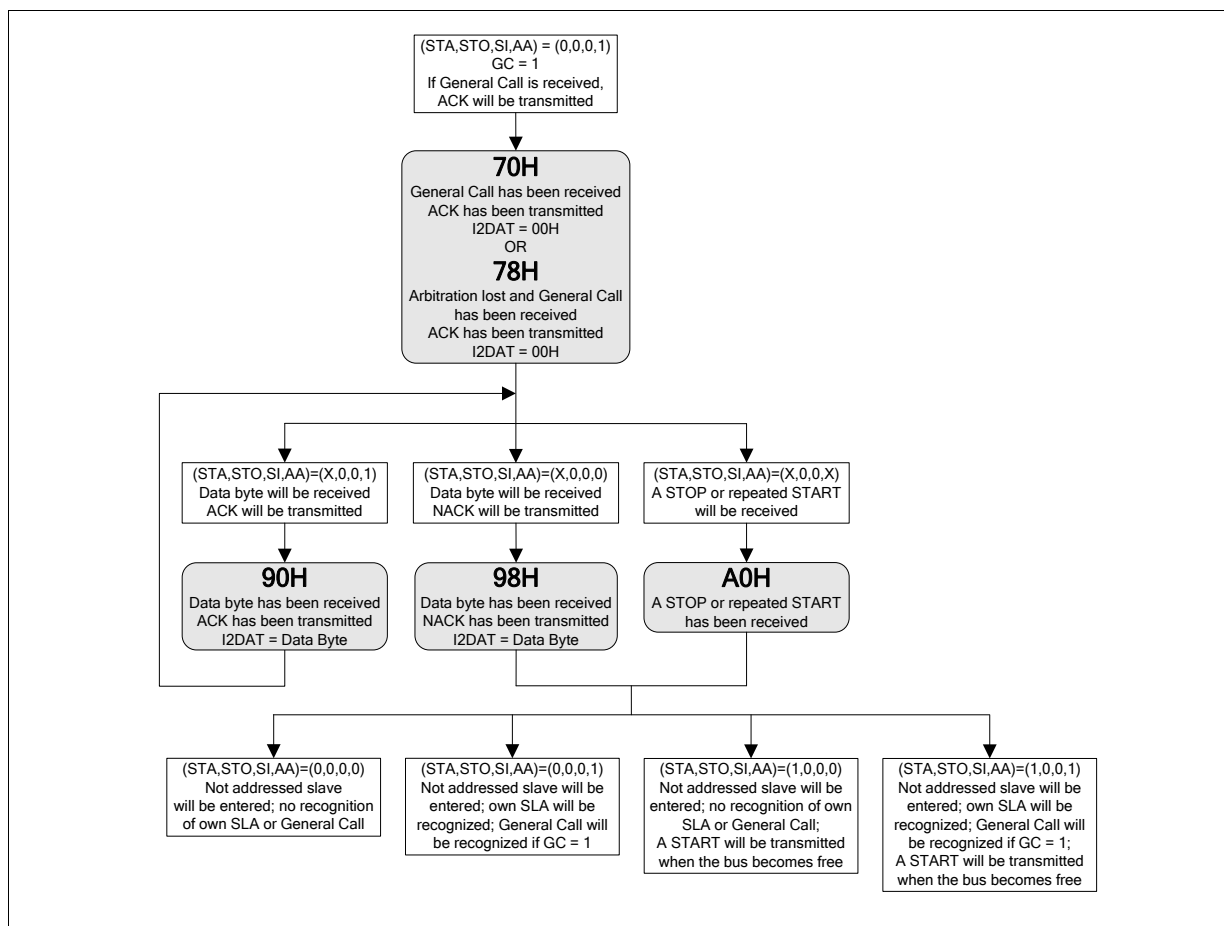 (STA,STO,SI,AA) = (0,0,0,1)
GC = 1
If General Call is received,
ACK will be transmitted
70H
General Call has been received
ACK has been transmitted
I2DAT = 00H
OR
78H
Arbitration lost and General Call
has been received
ACK has been transmitted
I2DAT = 00H
(STA,STO,SI,AA)=(X,0,0,1)
Data byte will be received
ACK will be transmitted
(STA,STO,SI,AA)=(X,0,0,0)
Data byte will be received
NACK will be transmitted
(STA,STO,SI,AA)=(X,0,0,X)
A STOP or repeated START
will be received
90H
Data byte has been received
ACK has been transmitted
I2DAT = Data Byte
98H
Data byte has been received
NACK has been transmitted
I2DAT = Data Byte
A0H
A STOP or repeated START
has been received
(STA,STO,SI,AA)=(0,0,0,0)
Not addressed slave
will be entered; no recognition
of own SLA or General Call
(STA,STO,SI,AA)=(0,0,0,1)
Not addressed slave will be
entered; own SLA will be
recognized; General Call will
be recognized if GC = 1
(STA,STO,SI,AA)=(1,0,0,0)
Not addressed slave will be
entered; no recognition of own
SLA or General Call;
A START will be transmitted
when the bus becomes free
(STA,STO,SI,AA)=(1,0,0,1)
Not addressed slave will be
entered; own SLA will be
recognized; General Call will
be recognized if GC = 1;
A START will be transmitted
when the bus becomes free